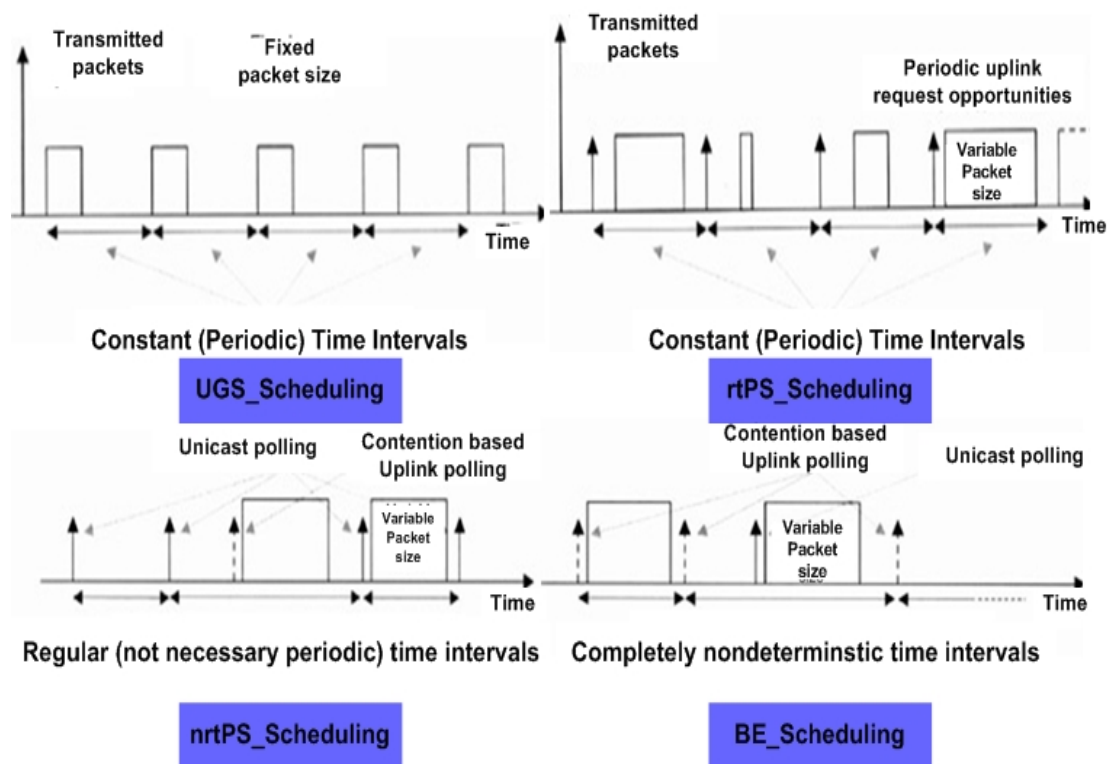 Transmitted
packets
Fixed
packet size
Time
Constant (Periodic) Time Intervals
UGS_Scheduling
Transmitted
packets
Periodic uplink
request opportunities
Variable
Packet
size
Time
Constant (Periodic) Time Intervals
rtPS_Scheduling
Unicast polling
Contention based
Uplink polling
Variable
Packet
size
Time
Regular (not necessary periodic) time intervals
nrtPS_Scheduling
Contention based
Uplink polling
Unicast polling
Variable
Packet
size
Time
Completely nondeterminstic time intervals
BE_Scheduling